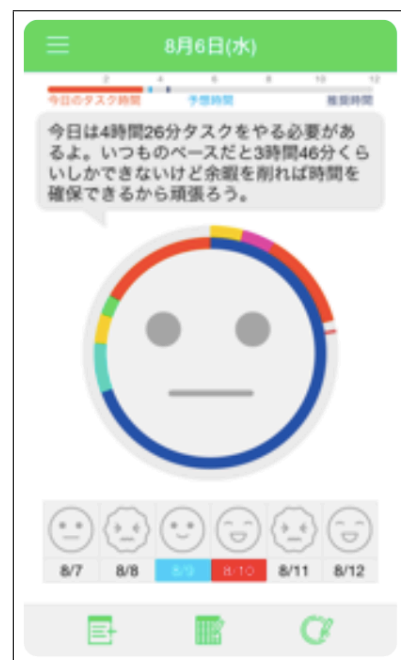 8月6日(水)
2 4 6 8 10 12
今日のタスク時間 予想時間 推奨時間
今日は4時間26分タスクをやる必要があ
るよ。いつものペースだと3時間46分くら
いしかできないけど余暇を削れば時間を
確保できるから頑張ろう。
8/7 8/8 8/9 8/10 8/11 8/12